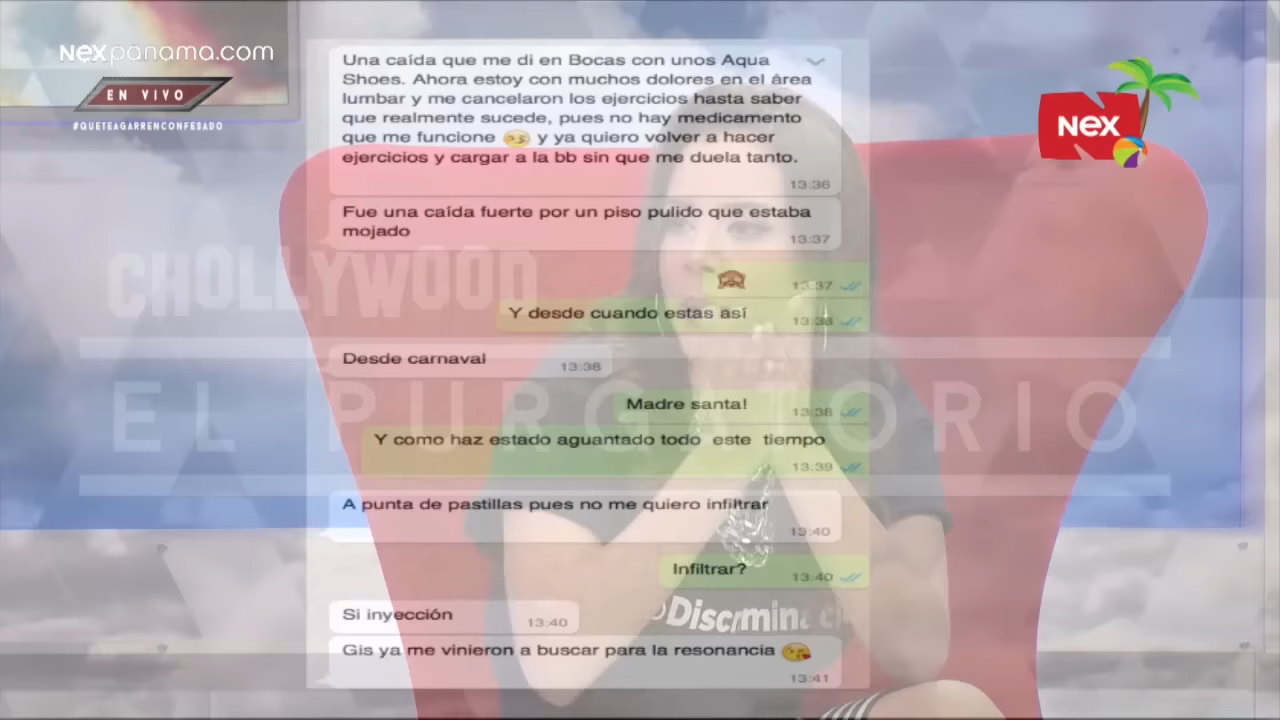 NEXpanama.com
EN VIVO
#QUETEAGARRENCONFESADO
NEX
Una caída que me di en Bocas con unos Aqua
Shoes. Ahora estoy con muchos dolores en el área
lumbar y me cancelaron los ejercicios hasta saber
que realmente sucede, pues no hay medicamento
que me funcione 😚 y ya quiero volver a hacer
ejercicios y cargar a la bb sin que me duela tanto.
13:36
Fue una caída fuerte por un piso pulido que estaba
mojado
13:37
🙈 13:37
CHOLLYWOOD
Y desde cuando estas así 13:38
Desde carnaval 13:38
EL PURGATORIO
Madre santa! 13:38
Y como haz estado aguantado todo este tiempo
13:39
A punta de pastillas pues no me quiero infiltrar
13:40
Infiltrar? 13:40
Discrmina
Si inyección 13:40
Gis ya me vinieron a buscar para la resonancia 😘
13:41